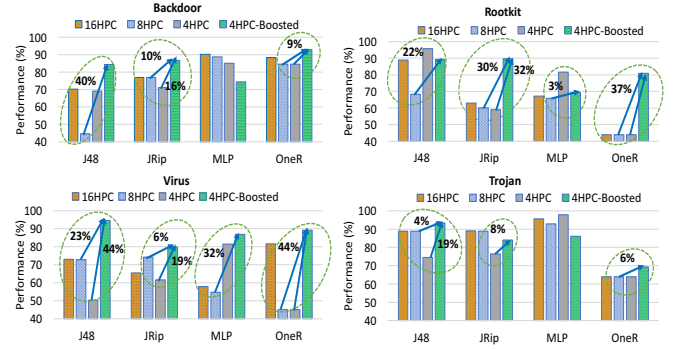 Backdoor
16HPC 8HPC 4HPC 4HPC-Boosted
Performance (%)
100
90
80
70
60
50
40
40%
10%
16%
9%
J48 JRip MLP OneR
Rootkit
16HPC 8HPC 4HPC 4HPC-Boosted
Performance (%)
100
90
80
70
60
50
40
22%
30%
32%
3%
37%
J48 JRip MLP OneR
Virus
16HPC 8HPC 4HPC 4HPC-Boosted
Performance (%)
100
90
80
70
60
50
40
23%
44%
6%
19%
32%
44%
J48 JRip MLP OneR
Trojan
16HPC 8HPC 4HPC 4HPC-Boosted
Performance (%)
100
90
80
70
60
50
40
4%
19%
8%
6%
J48 JRip MLP OneR